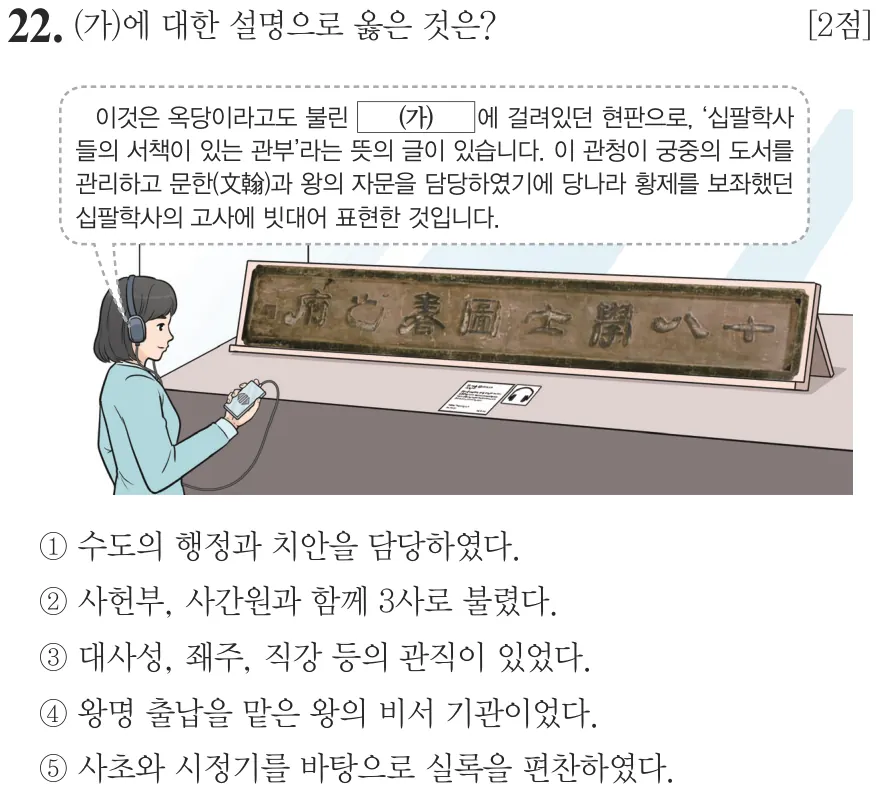 22. (가)에 대한 설명으로 옳은 것은? [2점]
이것은 옥당이라고도 불린 (가) 에 걸려있던 현판으로, ‘십팔학사
들의 서책이 있는 관부’라는 뜻의 글이 있습니다. 이 관청이 궁중의 도서를
관리하고 문한(文翰)과 왕의 자문을 담당하였기에 당나라 황제를 보좌했던
십팔학사의 고사에 빗대어 표현한 것입니다.
府之書圖士學八十
① 수도의 행정과 치안을 담당하였다.
② 사헌부, 사간원과 함께 3사로 불렸다.
③ 대사성, 좨주, 직강 등의 관직이 있었다.
④ 왕명 출납을 맡은 왕의 비서 기관이었다.
⑤ 사초와 시정기를 바탕으로 실록을 편찬하였다.